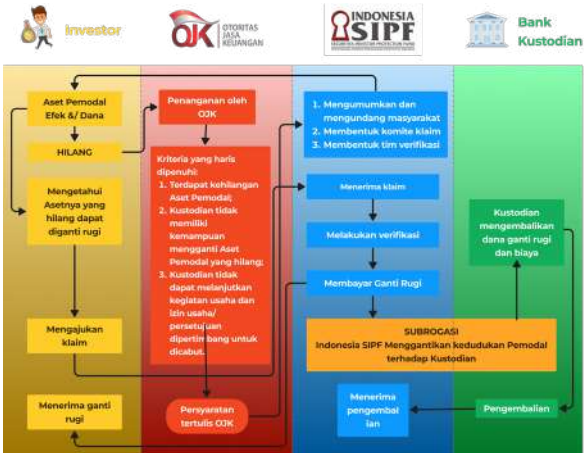 Investor
OJK
OTORITAS
JASA
KEUANGAN
INDONESIA
SIPF
SECURITIES INVESTOR PROTECTION FUND
Bank
Kustodian
Aset Pemodal
Efek &/ Dana
HILANG
Mengetahui
Asetnya yang
hilang dapat
diganti rugi
Mengajukan
klaim
Menerima ganti
rugi
Penanganan oleh
OJK
Kriteria yang haris
dipenuhi:
1. Terdapat kehilangan
Aset Pemodal;
2. Kustodian tidak
memiliki
kemampuan
mengganti Aset
Pemodal yang hilang;
3. Kustodian tidak
dapat melanjutkan
kegiatan usaha dan
izin usaha/
persetujuan
dipertimbang untuk
dicabut.
Persyaratan
tertulis OJK
1. Mengumumkan dan
mengundang masyarakat
2. Membentuk komite klaim
3. Membentuk tim verifikasi
Menerima klaim
Melakukan verifikasi
Membayar Ganti Rugi
SUBROGASI
Indonesia SIPF Menggantikan kedudukan Pemodal
terhadap Kustodian
Menerima
pengembal
ian
Kustodian
mengembalikan
dana ganti rugi
dan biaya
Pengembalian